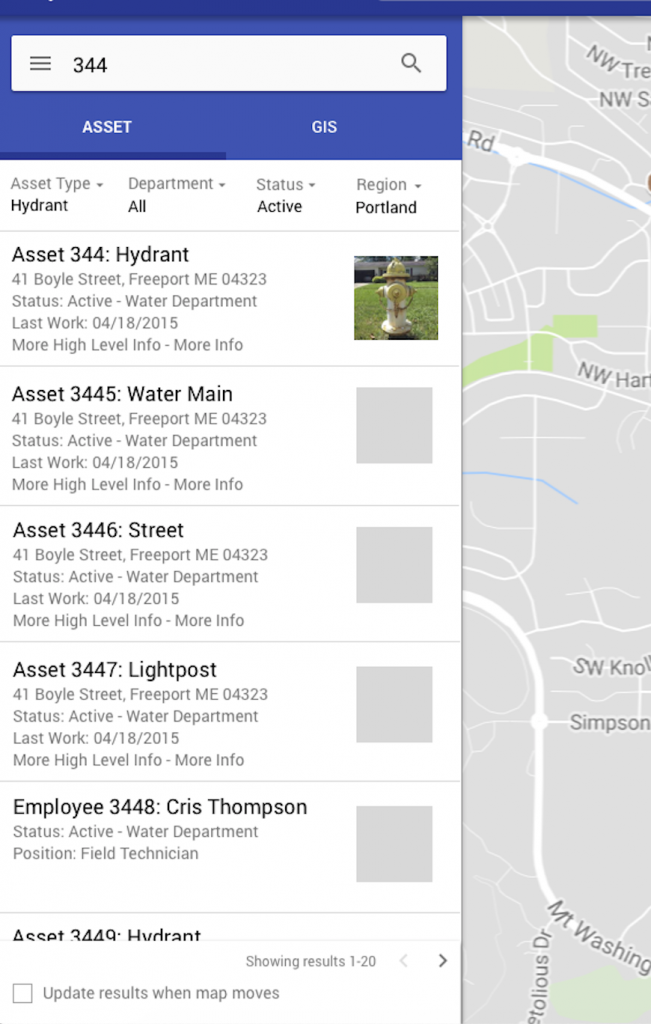 344
ASSET GIS
Asset Type Department Status Region
Hydrant All Active Portland
Asset 344: Hydrant
41 Boyle Street, Freeport ME 04323
Status: Active - Water Department
Last Work: 04/18/2015
More High Level Info - More Info
Asset 3445: Water Main
41 Boyle Street, Freeport ME 04323
Status: Active - Water Department
Last Work: 04/18/2015
More High Level Info - More Info
Asset 3446: Street
41 Boyle Street, Freeport ME 04323
Status: Active - Water Department
Last Work: 04/18/2015
More High Level Info - More Info
Asset 3447: Lightpost
41 Boyle Street, Freeport ME 04323
Status: Active - Water Department
Last Work: 04/18/2015
More High Level Info - More Info
Employee 3448: Cris Thompson
Status: Active - Water Department
Position: Field Technician
Asset 3449: Hydrant
Showing results 1-20
Update results when map moves
NW Tre
NW S
Rd
NW Hart
SW Knoll
Simpson
Mt Washing
etolious Dr